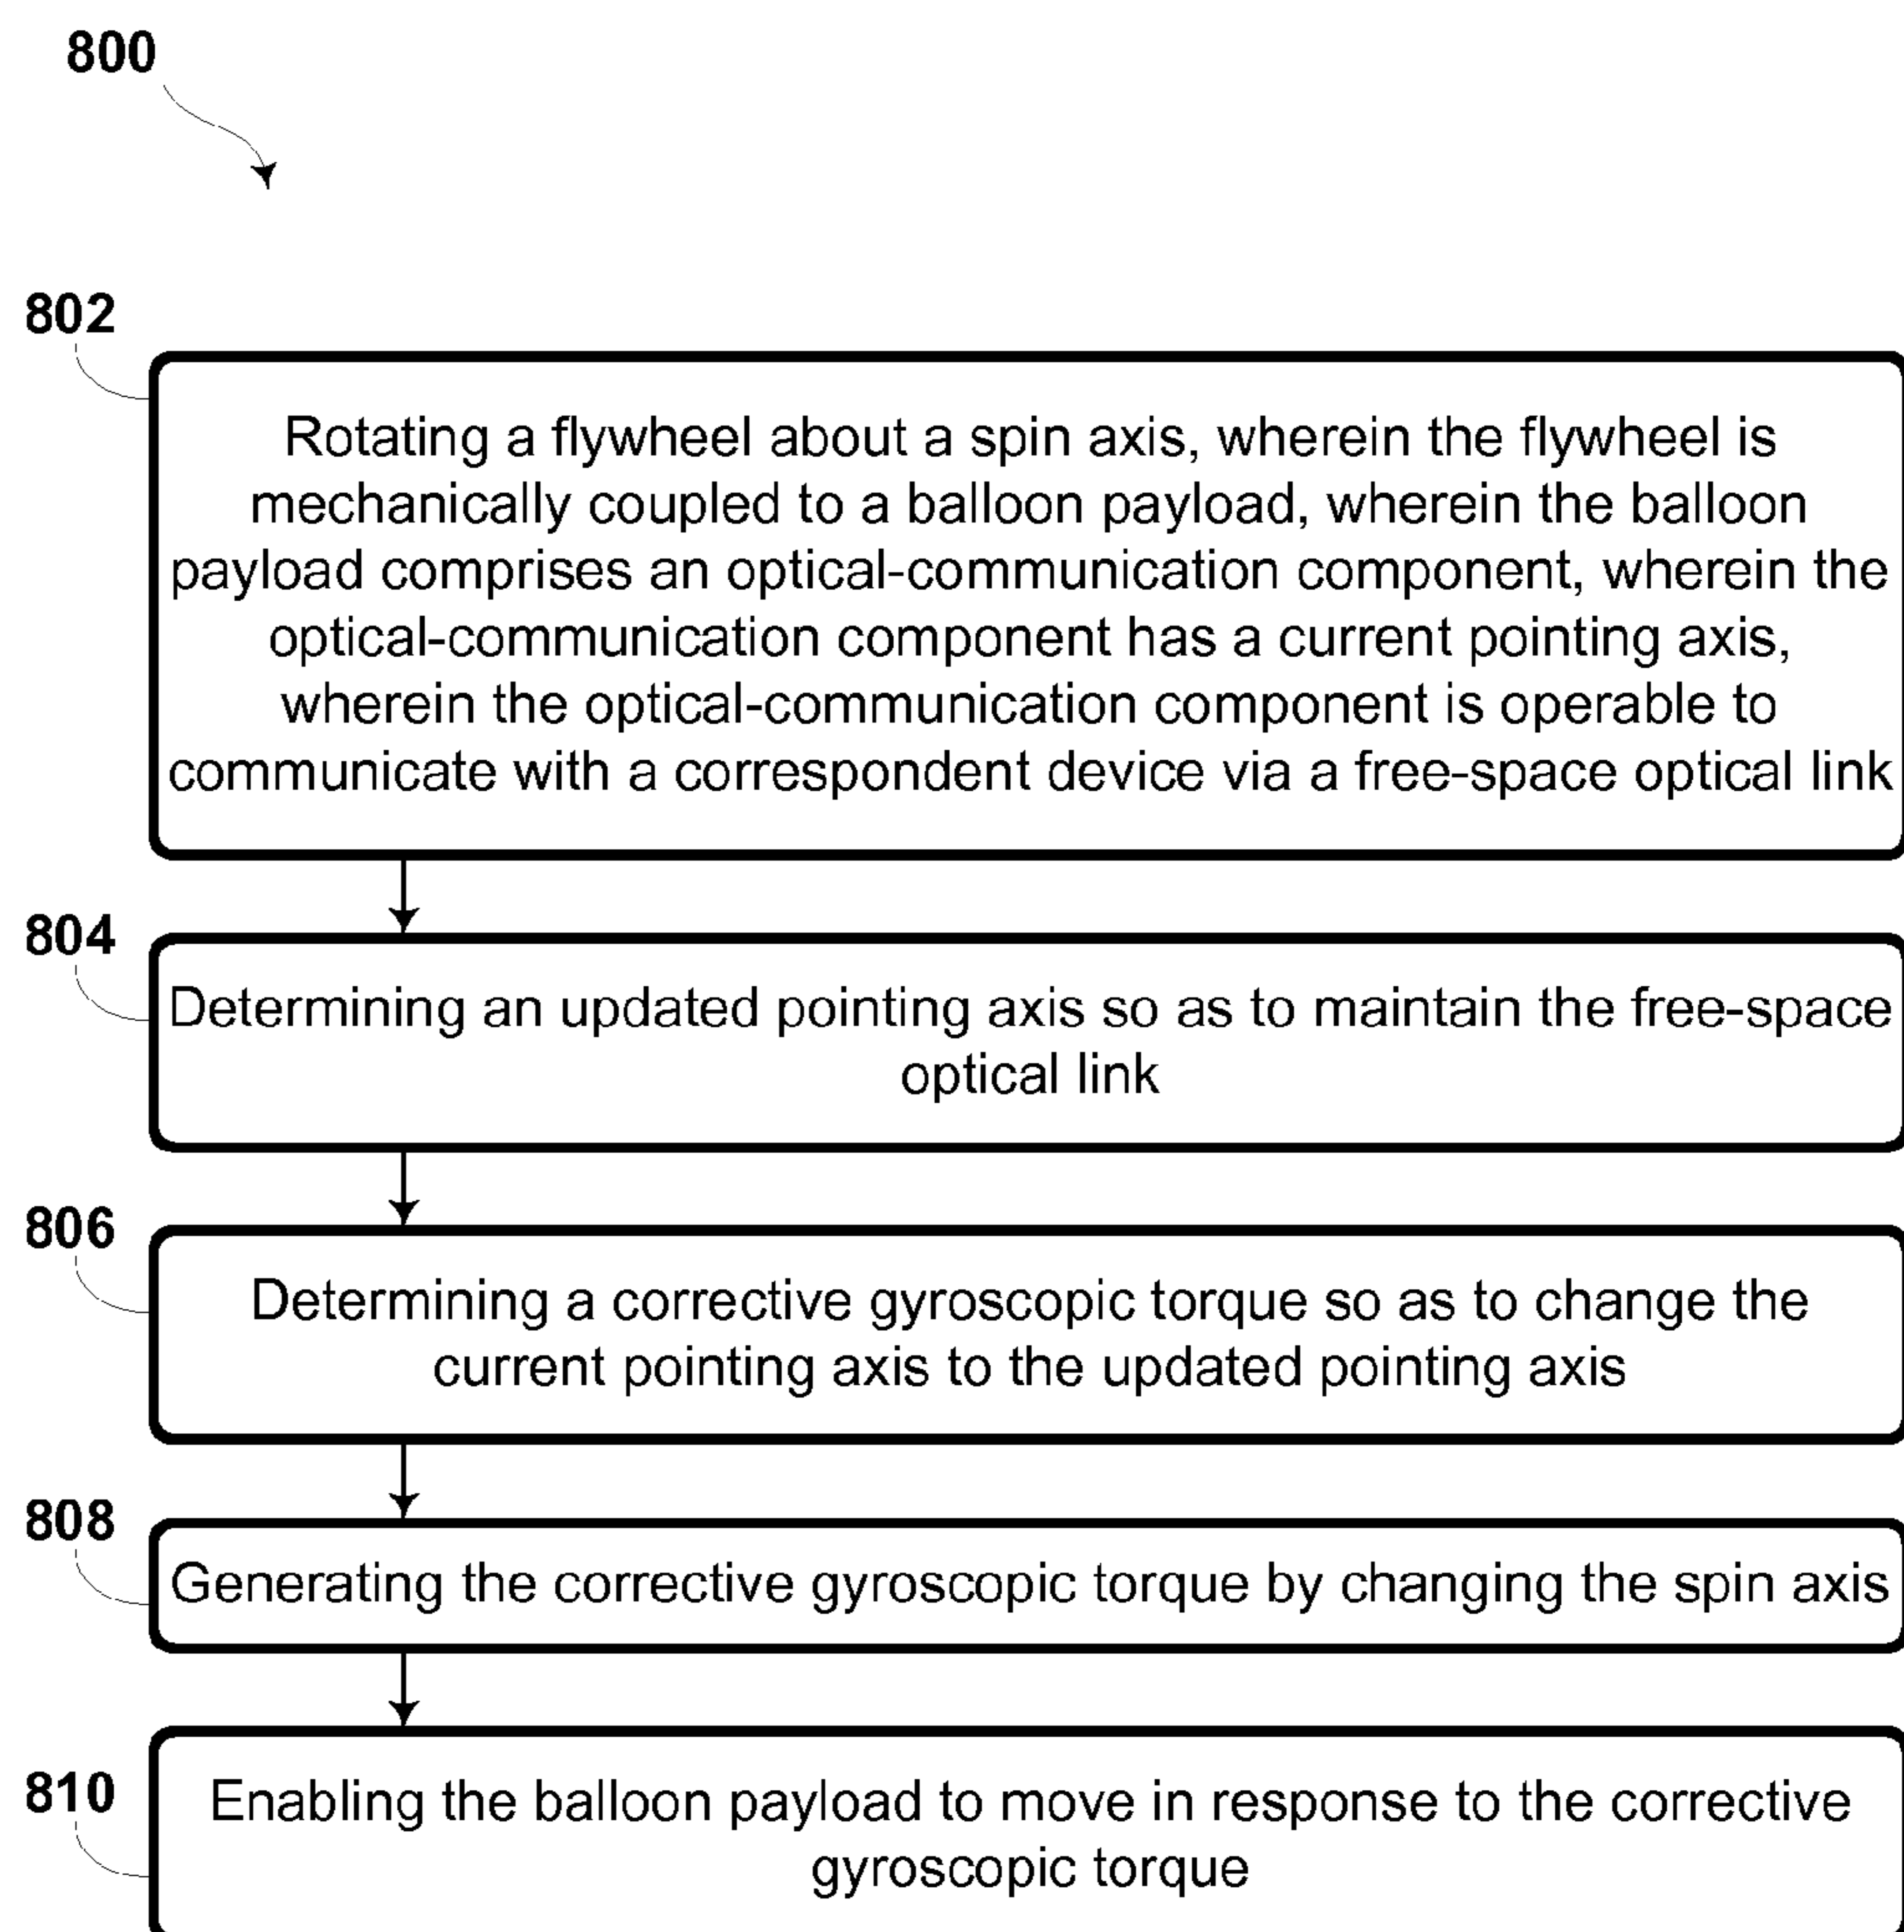 800
802
Rotating a flywheel about a spin axis, wherein the flywheel is
mechanically coupled to a balloon payload, wherein the balloon
payload comprises an optical-communication component, wherein the
optical-communication component has a current pointing axis,
wherein the optical-communication component is operable to
communicate with a correspondent device via a free-space optical link
804
Determining an updated pointing axis so as to maintain the free-space
optical link
806
Determining a corrective gyroscopic torque so as to change the
current pointing axis to the updated pointing axis
808
Generating the corrective gyroscopic torque by changing the spin axis
810
Enabling the balloon payload to move in response to the corrective
gyroscopic torque